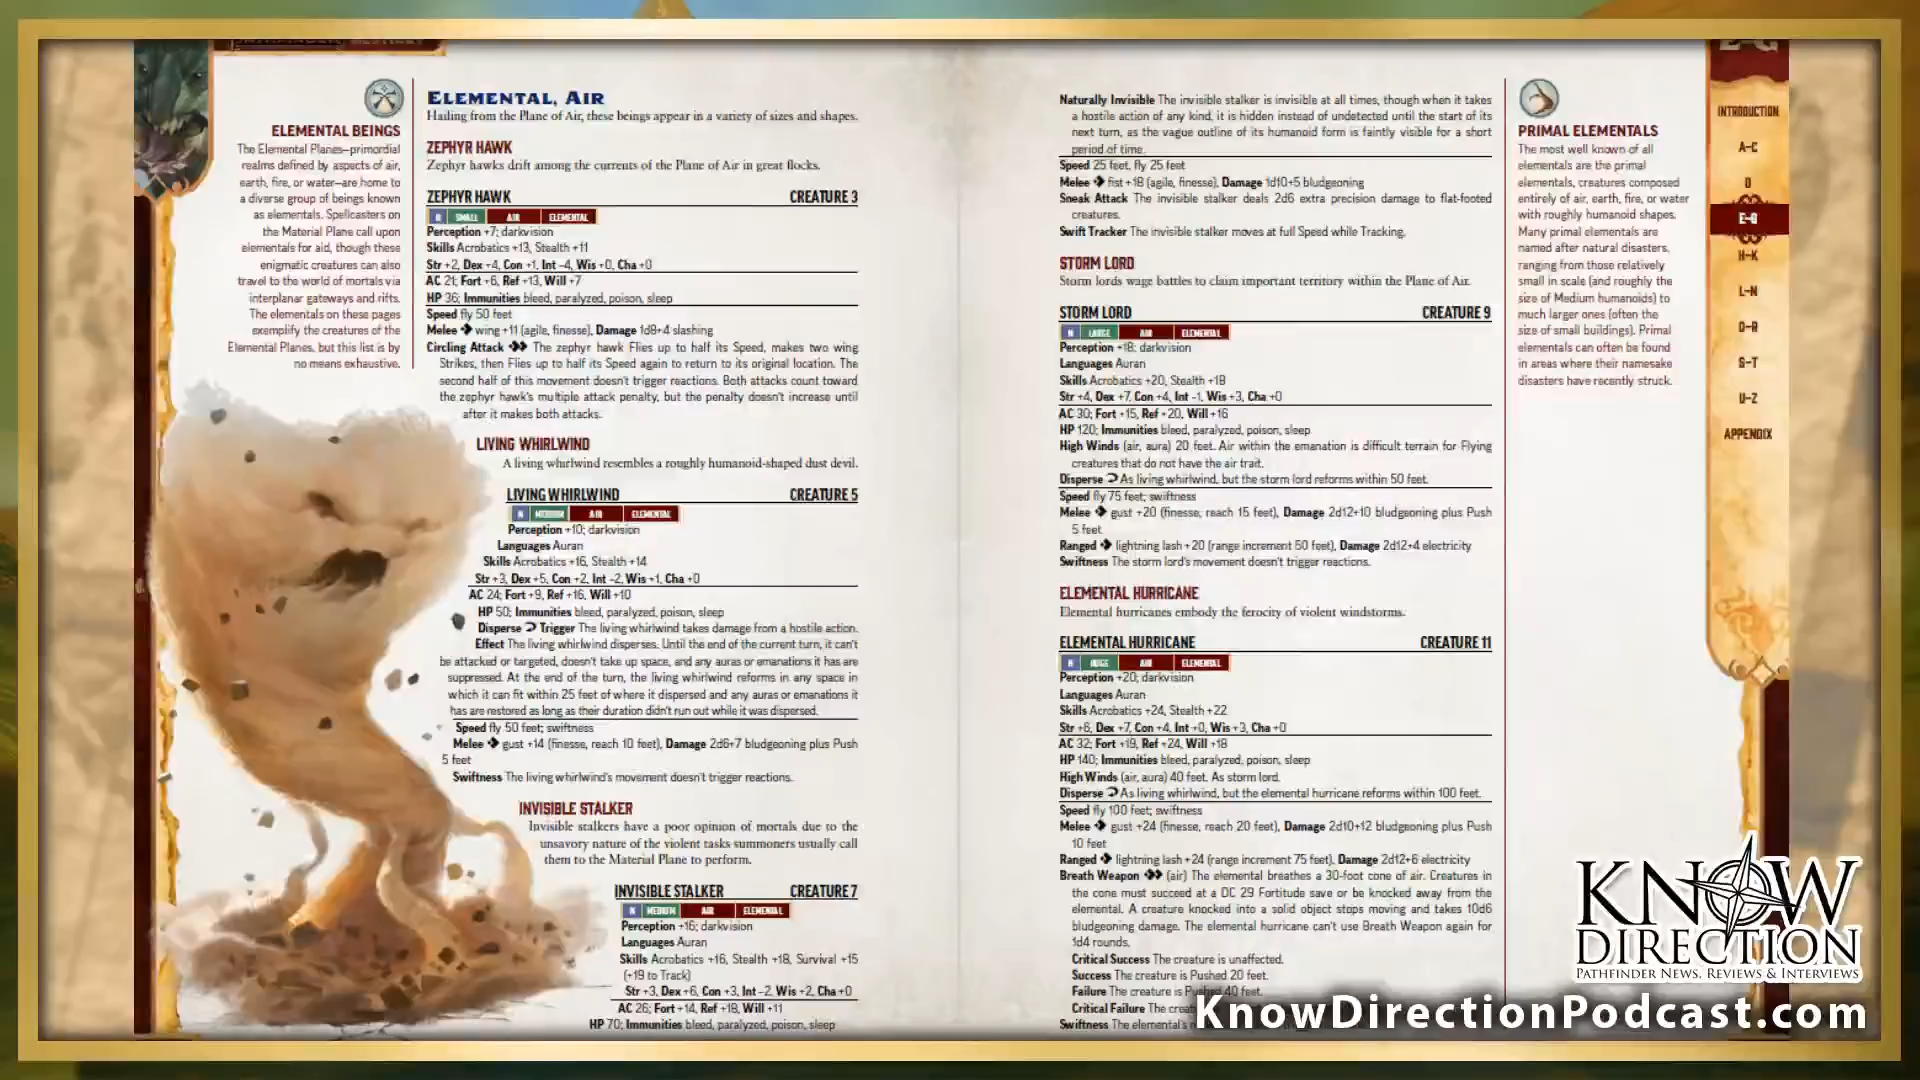 ELEMENTAL BEINGS
The Elemental Planes—primordial
realms defined by aspects of air,
earth, fire, or water—are home to
a diverse group of beings known
as elementals. Spellcasters on
the Material Plane call upon
elementals for aid, though these
enigmatic creatures can also
travel to the world of mortals via
interplanar gateways and rifts.
The elementals on these pages
exemplify the creatures of the
Elemental Planes, but this list is by
no means exhaustive.
ELEMENTAL, AIR
Hailing from the Plane of Air, these beings appear in a variety of sizes and shapes.
ZEPHYR HAWK
Zephyr hawks drift among the currents of the Plane of Air in great flocks.
ZEPHYR HAWK CREATURE 3
N SMALL AIR ELEMENTAL
Perception +7; darkvision
Skills Acrobatics +13, Stealth +11
Str +2, Dex +4, Con +1, Int -4, Wis +0, Cha +0
AC 21; Fort +6, Ref +13, Will +7
HP 36; Immunities bleed, paralyzed, poison, sleep
Speed fly 50 feet
Melee wing +11 (agile, finesse), Damage 1d8+4 slashing
Circling Attack The zephyr hawk Flies up to half its Speed, makes two wing
Strikes, then Flies up to half its Speed again to return to its original location. The
second half of this movement doesn't trigger reactions. Both attacks count toward
the zephyr hawk's multiple attack penalty, but the penalty doesn't increase until
after it makes both attacks.
LIVING WHIRLWIND
A living whirlwind resembles a roughly humanoid-shaped dust devil.
LIVING WHIRLWIND CREATURE 5
N MEDIUM AIR ELEMENTAL
Perception +10; darkvision
Languages Auran
Skills Acrobatics +16, Stealth +14
Str +3, Dex +5, Con +2, Int -2, Wis +1, Cha +0
AC 24; Fort +9, Ref +16, Will +10
HP 50; Immunities bleed, paralyzed, poison, sleep
Disperse Trigger The living whirlwind takes damage from a hostile action.
Effect The living whirlwind disperses. Until the end of the current turn, it can't
be attacked or targeted, doesn't take up space, and any auras or emanations it has are
suppressed. At the end of the turn, the living whirlwind reforms in any space in
which it can fit within 25 feet of where it dispersed and any auras or emanations it
has are restored as long as their duration didn't run out while it was dispersed.
Speed fly 50 feet; swiftness
Melee gust +14 (finesse, reach 10 feet), Damage 2d6+7 bludgeoning plus Push
5 feet
Swiftness The living whirlwind's movement doesn't trigger reactions.
INVISIBLE STALKER
Invisible stalkers have a poor opinion of mortals due to the
unsavory nature of the violent tasks summoners usually call
them to the Material Plane to perform.
INVISIBLE STALKER CREATURE 7
N MEDIUM AIR ELEMENTAL
Perception +16; darkvision
Languages Auran
Skills Acrobatics +16, Stealth +18, Survival +15
(+19 to Track)
Str +3, Dex +6, Con +3, Int -2, Wis +2, Cha +0
AC 26; Fort +14, Ref +18, Will +11
HP 70; Immunities bleed, paralyzed, poison, sleep
Naturally Invisible The invisible stalker is invisible at all times, though when it takes
a hostile action of any kind, it is hidden instead of undetected until the start of its
next turn, as the vague outline of its humanoid form is faintly visible for a short
period of time.
Speed 25 feet, fly 25 feet
Melee fist +18 (agile, finesse), Damage 1d10+5 bludgeoning
Sneak Attack The invisible stalker deals 2d6 extra precision damage to flat-footed
creatures.
Swift Tracker The invisible stalker moves at full Speed while Tracking.
STORM LORD
Storm lords wage battles to claim important territory within the Plane of Air.
STORM LORD CREATURE 9
N LARGE AIR ELEMENTAL
Perception +18; darkvision
Languages Auran
Skills Acrobatics +20, Stealth +18
Str +4, Dex +7, Con +4, Int -1, Wis +3, Cha +0
AC 30; Fort +15, Ref +20, Will +16
HP 120; Immunities bleed, paralyzed, poison, sleep
High Winds (air, aura) 20 feet. Air within the emanation is difficult terrain for Flying
creatures that do not have the air trait.
Disperse As living whirlwind, but the storm lord reforms within 50 feet.
Speed fly 75 feet; swiftness
Melee gust +20 (finesse, reach 15 feet), Damage 2d12+10 bludgeoning plus Push
5 feet
Ranged lightning lash +20 (range increment 50 feet), Damage 2d12+4 electricity
Swiftness The storm lord's movement doesn't trigger reactions.
ELEMENTAL HURRICANE
Elemental hurricanes embody the ferocity of violent windstorms.
ELEMENTAL HURRICANE CREATURE 11
N HUGE AIR ELEMENTAL
Perception +20; darkvision
Languages Auran
Skills Acrobatics +24, Stealth +22
Str +6, Dex +7, Con +4, Int +0, Wis +3, Cha +0
AC 32; Fort +19, Ref +24, Will +18
HP 140; Immunities bleed, paralyzed, poison, sleep
High Winds (air, aura) 40 feet. As storm lord.
Disperse As living whirlwind, but the elemental hurricane reforms within 100 feet.
Speed fly 100 feet; swiftness
Melee gust +24 (finesse, reach 20 feet), Damage 2d10+12 bludgeoning plus Push
10 feet
Ranged lightning lash +24 (range increment 75 feet), Damage 2d12+6 electricity
Breath Weapon (air) The elemental breathes a 30-foot cone of air. Creatures in
the cone must succeed at a DC 29 Fortitude save or be knocked away from the
elemental. A creature knocked into a solid object stops moving and takes 10d6
bludgeoning damage. The elemental hurricane can't use Breath Weapon again for
1d4 rounds.
Critical Success The creature is unaffected.
Success The creature is Pushed 20 feet.
Failure The creature is Pushed 40 feet.
Critical Failure The
Swiftness The elemental's
PRIMAL ELEMENTALS
The most well known of all
elementals are the primal
elementals, creatures composed
entirely of air, earth, fire, or water
with roughly humanoid shapes.
Many primal elementals are
named after natural disasters,
ranging from those relatively
small in scale (and roughly the
size of Medium humanoids) to
much larger ones (often the
size of small buildings). Primal
elementals can often be found
in areas where their namesake
disasters have recently struck.
E-G
INTRODUCTION
A-C
D
E-G
H-K
L-N
O-R
S-T
U-Z
APPENDIX
KNOW
DIRECTION
PATHFINDER NEWS, REVIEWS & INTERVIEWS
KnowDirectionPodcast.com